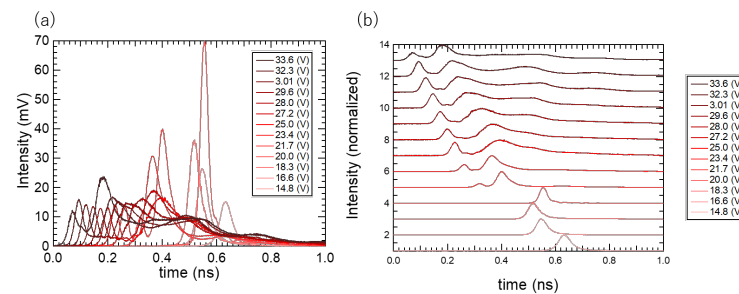 (a)
70
60
50
40
30
20
10
0
Intensity (mV)
0.0 0.2 0.4 0.6 0.8 1.0
time (ns)
33.6 (V)
32.3 (V)
3.01 (V)
29.6 (V)
28.0 (V)
27.2 (V)
25.0 (V)
23.4 (V)
21.7 (V)
20.0 (V)
18.3 (V)
16.6 (V)
14.8 (V)
(b)
14
12
10
8
6
4
2
Intensity (normalized)
0.0 0.2 0.4 0.6 0.8 1.0
time (ns)
33.6 (V
32.3 (V
3.01 (V
29.6 (V
28.0 (V
27.2 (V
25.0 (V
23.4 (V
21.7 (V
20.0 (V
18.3 (V
16.6 (V
14.8 (V